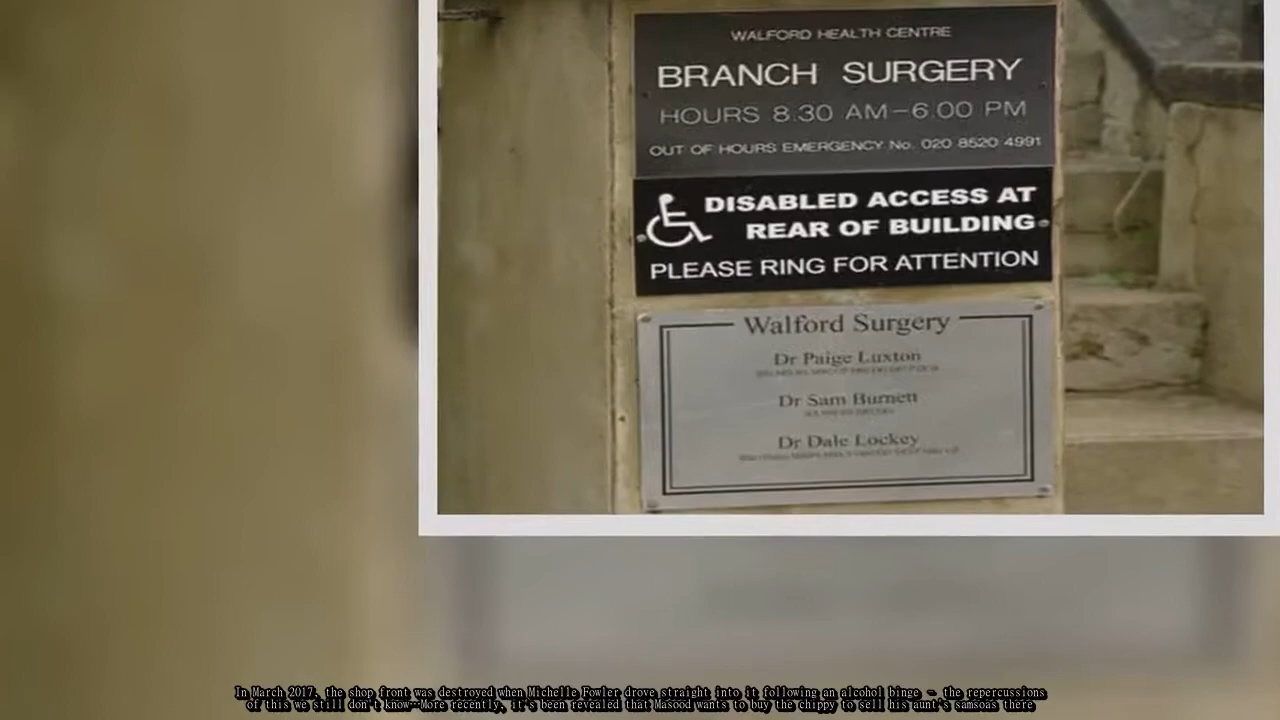 WALFORD HEALTH CENTRE
BRANCH SURGERY
HOURS 8.30 AM-6.00 PM
OUT OF HOURS EMERGENCY No. 020 8520 4991
DISABLED ACCESS AT
REAR OF BUILDING
PLEASE RING FOR ATTENTION
Walford Surgery
Dr Paige Luxton
Dr Sam Burnett
Dr Dale Lockey
In March 2017, the shop front was destroyed when Michelle Fowler drove straight into it following an alcohol binge - the repercussions
of this we still don't know…More recently, it's been revealed that Masood wants to buy the chippy to sell his aunt's samsoas there